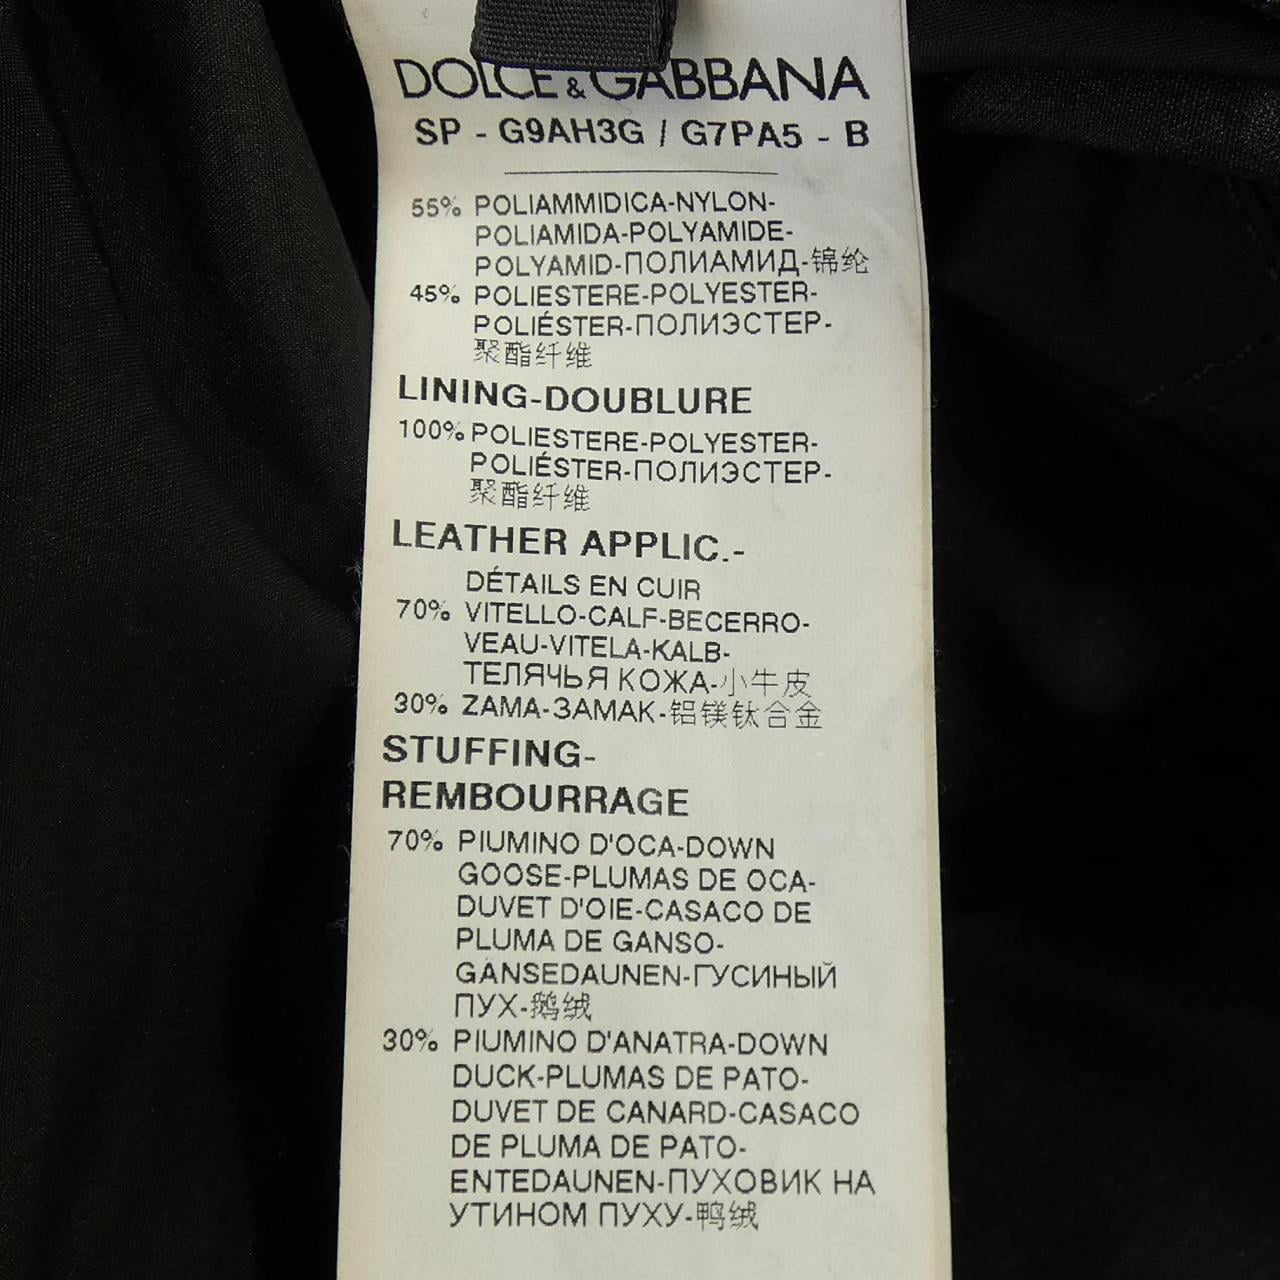 DOLCE & GABBANA
SP - G9AH3G / G7PA5 - B
55% POLIAMMIDICA-NYLON-
POLIAMIDA-POLYAMIDE-
POLYAMID-ПОЛИАМИД-锦纶
45% POLIESTERE-POLYESTER-
POLIÉSTER-ПОЛИЭСТЕР-
聚酯纤维
LINING-DOUBLURE
100% POLIESTERE-POLYESTER-
POLIÉSTER-ПОЛИЭСТЕР-
聚酯纤维
LEATHER APPLIC.-
DÉTAILS EN CUIR
70% VITELLO-CALF-BECERRO-
VEAU-VITELA-KALB-
ТЕЛЯЧЬЯ КОЖА-小牛皮
30% ZAMA-ЗАМАК-铝镁钛合金
STUFFING-
REMBOURRAGE
70% PIUMINO D'OCA-DOWN
GOOSE-PLUMAS DE OCA-
DUVET D'OIE-CASACO DE
PLUMA DE GANSO-
GÄNSEDAUNEN-ГУСИНЫЙ
ПУХ-鹅绒
30% PIUMINO D'ANATRA-DOWN
DUCK-PLUMAS DE PATO-
DUVET DE CANARD-CASACO
DE PLUMA DE PATO-
ENTEDAUNEN-ПУХОВИК НА
УТИНОМ ПУХУ-鸭绒